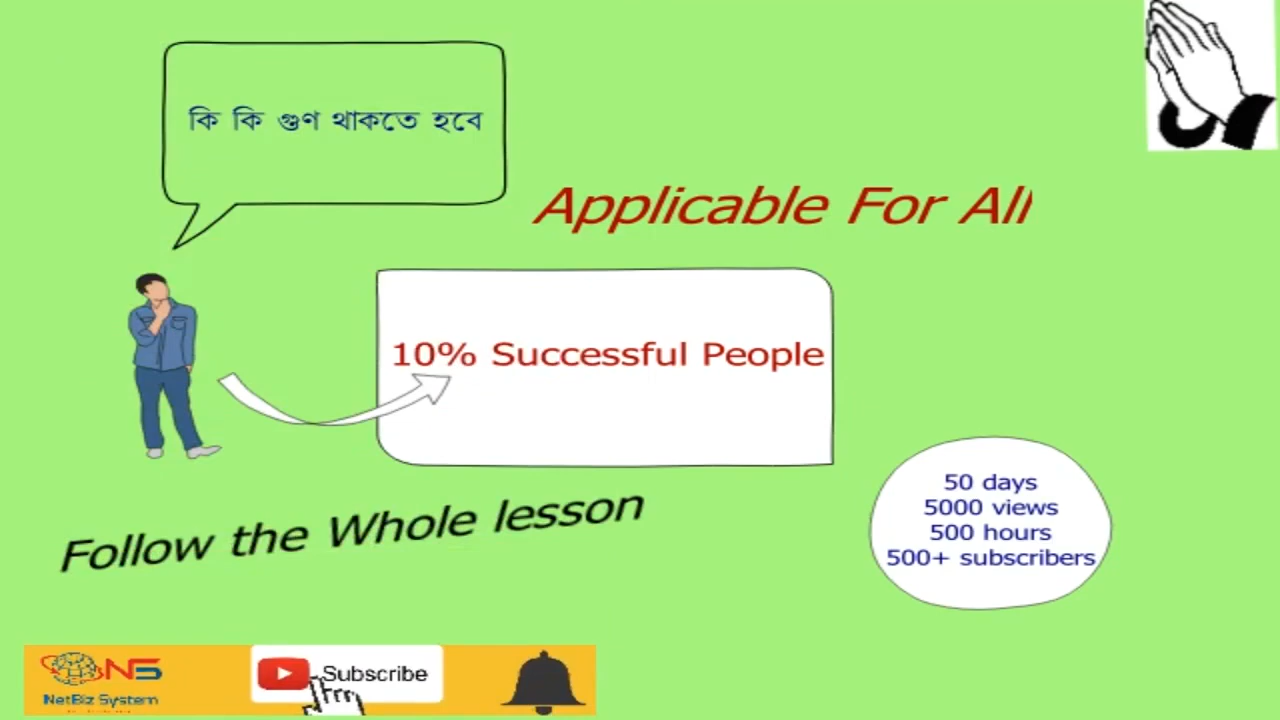 কি কি গুণ থাকতে হবে
Applicable For All
10% Successful People
50 days
5000 views
500 hours
500+ subscribers
Follow the Whole lesson
NS
NetBiz System
Subscribe